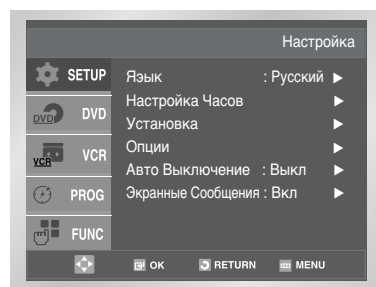 Настройка
SETUP
Язык : Русский ►
Настройка Часов ►
DVD DVD
Установка ►
Опции ►
VCR VCR
Авто Выключение : Выкл ►
PROG
Экранные Сообщения : Вкл ►
FUNC
OK RETURN MENU